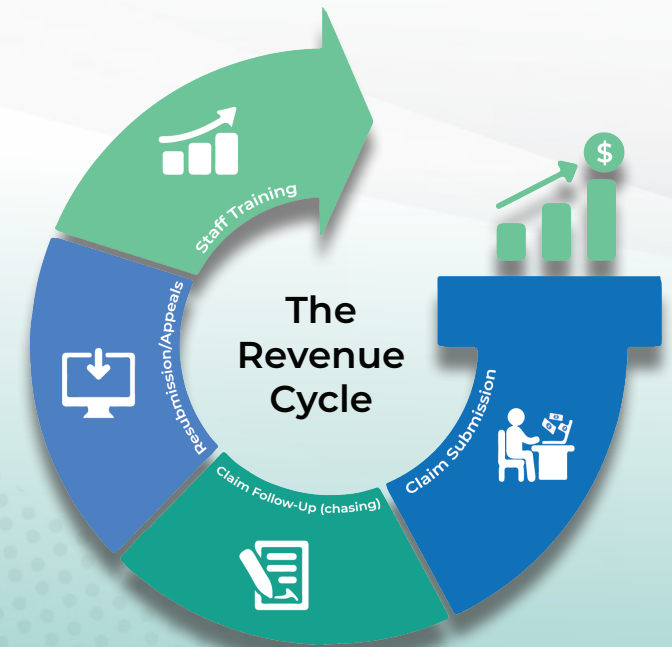 $
Staff Training
The
Revenue
Cycle
Resubmission/Appeals
Claim Submission
Claim Follow-Up (chasing)